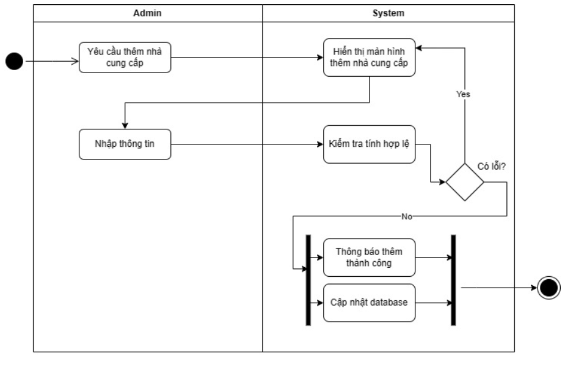 Admin
System
Yêu cầu thêm nhà
cung cấp
Hiển thị màn hình
thêm nhà cung cấp
Yes
Nhập thông tin
Kiểm tra tính hợp lệ
Có lỗi?
No
Thông báo thêm
thành công
Cập nhật database